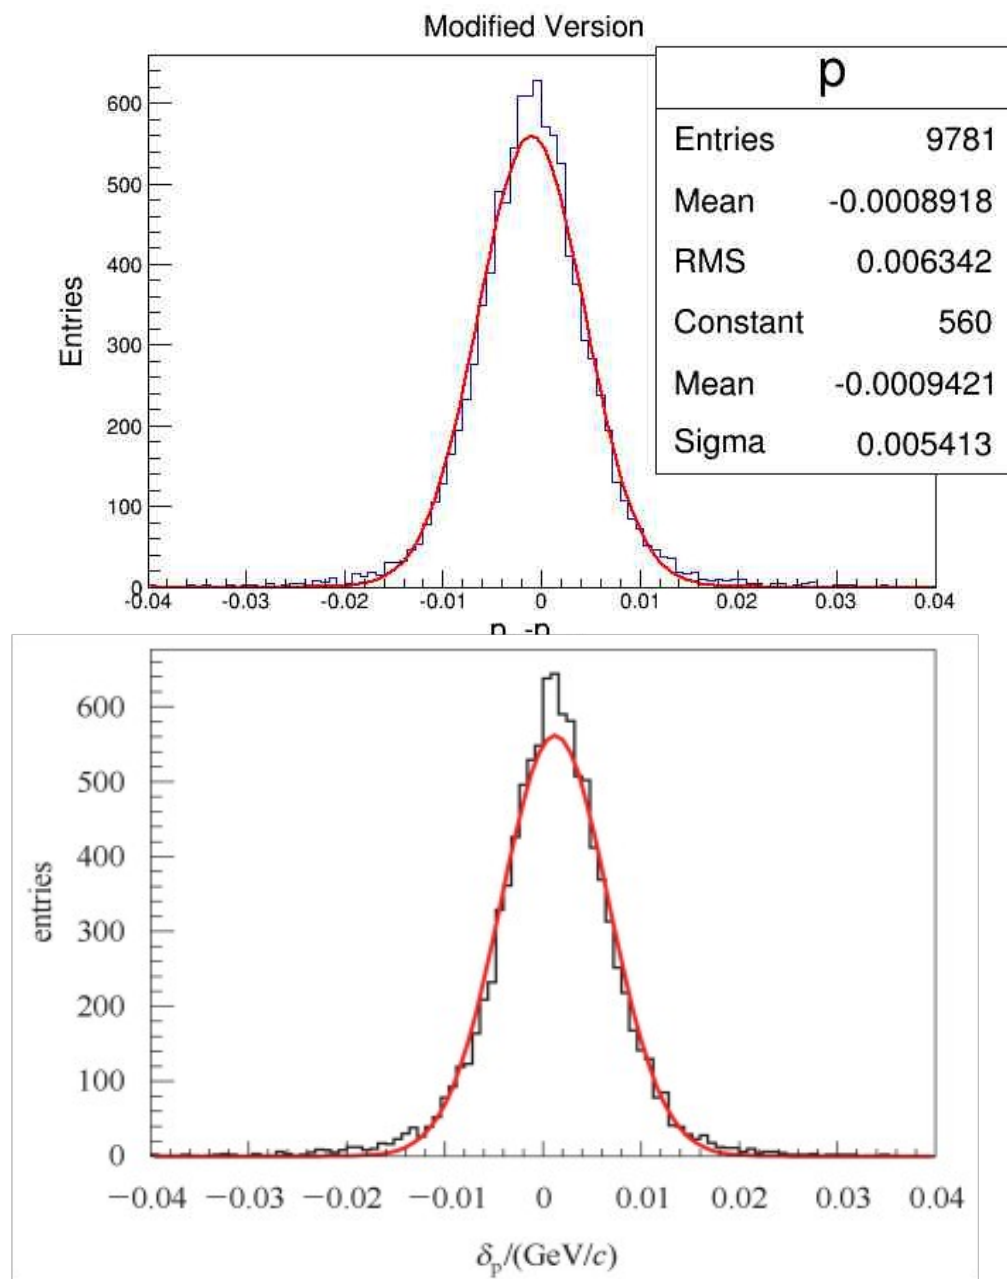 Modified Version
p
Entries 9781
Mean -0.0008918
RMS 0.006342
Constant 560
Mean -0.0009421
Sigma 0.005413
Entries
600
500
400
300
200
100
0
-0.04 -0.03 -0.02 -0.01 0 0.01 0.02 0.03 0.04
entries
600
500
400
300
200
100
0
−0.04 −0.03 −0.02 −0.01 0 0.01 0.02 0.03 0.04
δp/(GeV/c)